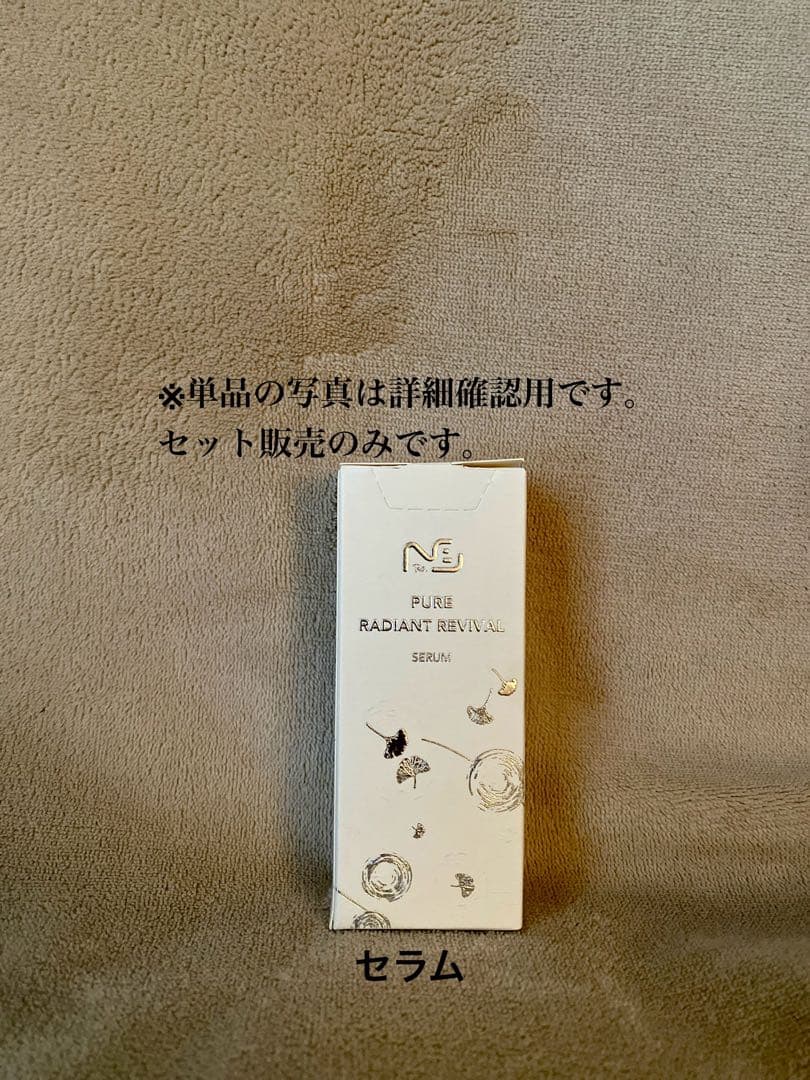 ※単品の写真は詳細確認用です。
セット販売のみです。
PURE
RADIANT REVIVAL
SERUM
セラム